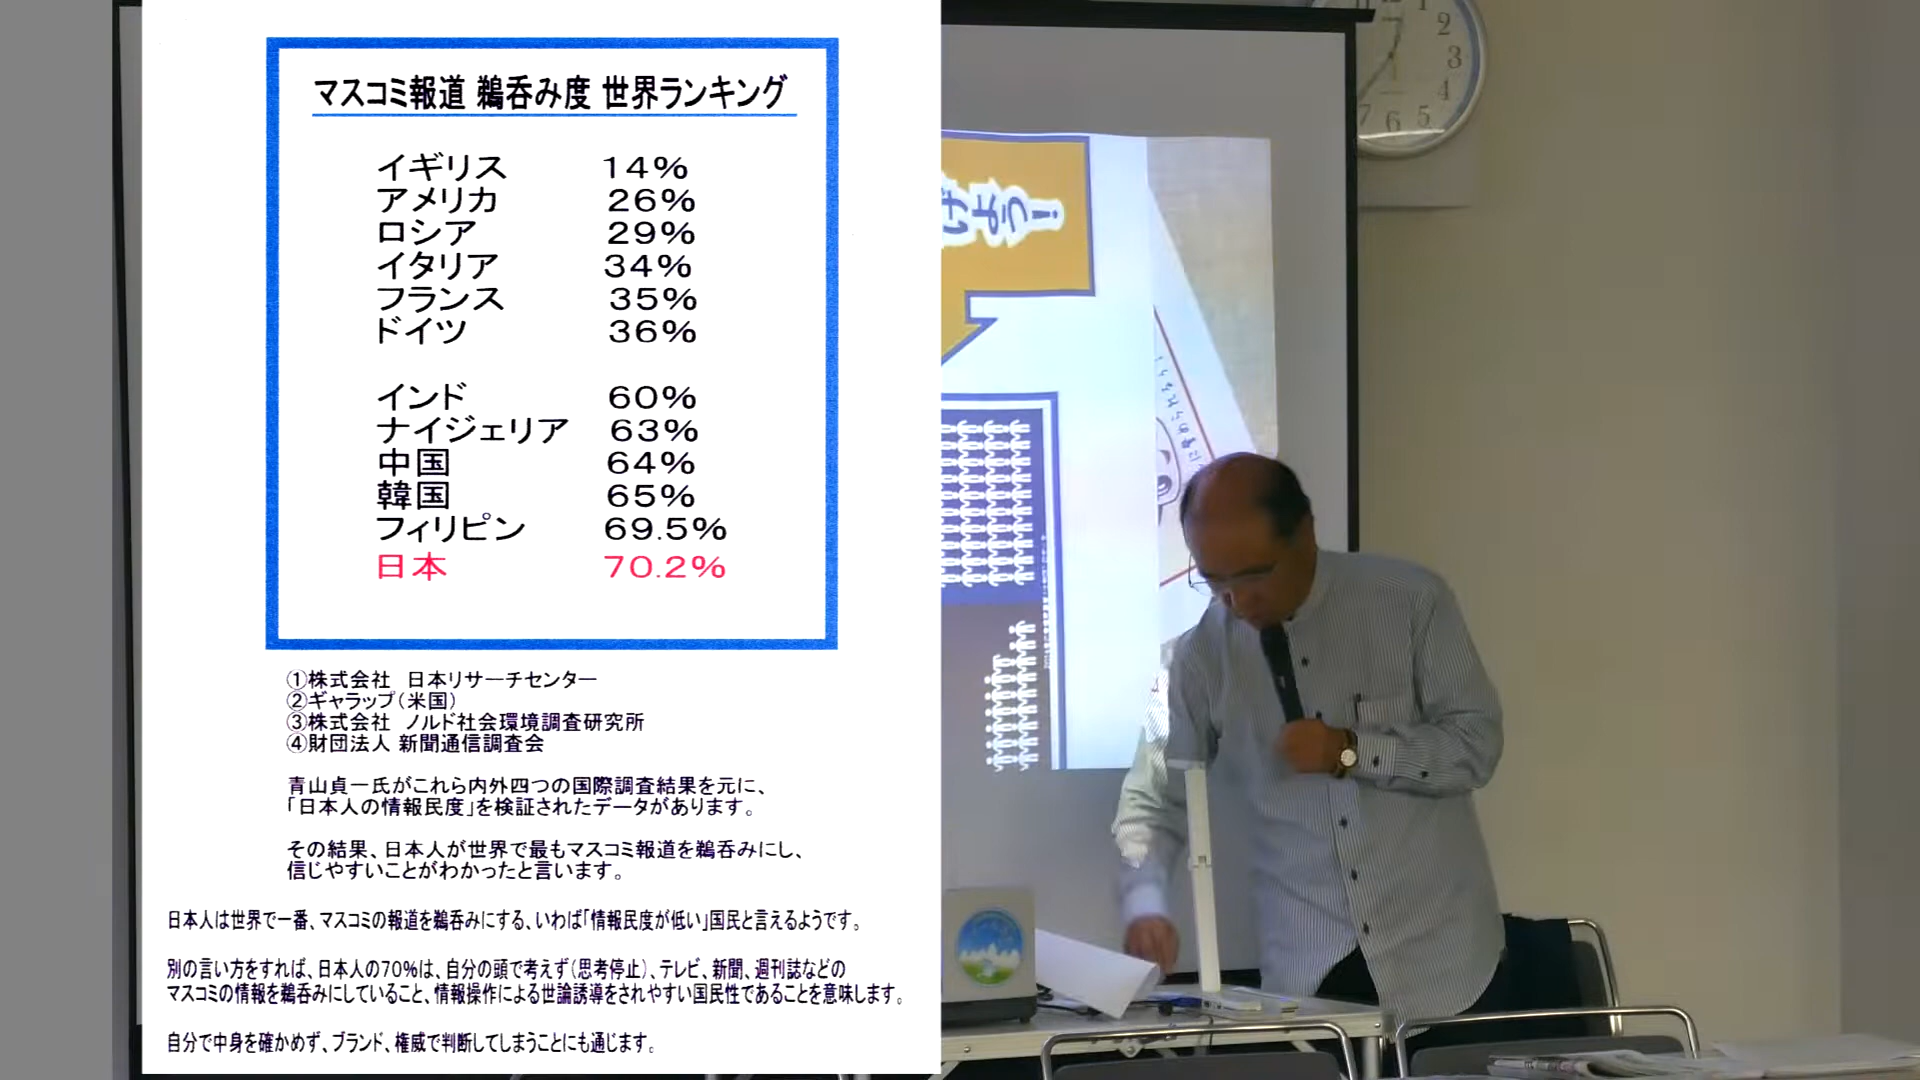 マスコミ報道 鵜呑み度 世界ランキング
イギリス 14%
アメリカ 26%
ロシア 29%
イタリア 34%
フランス 35%
ドイツ 36%
インド 60%
ナイジェリア 63%
中国 64%
韓国 65%
フィリピン 69.5%
日本 70.2%
①株式会社 日本リサーチセンター
②ギャラップ(米国)
③株式会社 ノルド社会環境調査研究所
④財団法人 新聞通信調査会
青山貞一氏がこれら内外四つの国際調査結果を元に、
「日本人の情報民度」を検証されたデータがあります。
その結果、日本人が世界で最もマスコミ報道を鵜呑みにし、
信じやすいことがわかったと言います。
日本人は世界で一番、マスコミの報道を鵜呑みにする、いわば「情報民度が低い」国民と言えるようです。
別の言い方をすれば、日本人の70%は、自分の頭で考えず(思考停止)、テレビ、新聞、週刊誌などの
マスコミの情報を鵜呑みにしていること、情報操作による世論誘導をされやすい国民性であることを意味します。
自分で中身を確かめず、ブランド、権威で判断してしまうことにも通じます。
けよう!
1
2
3
4
5
6
7